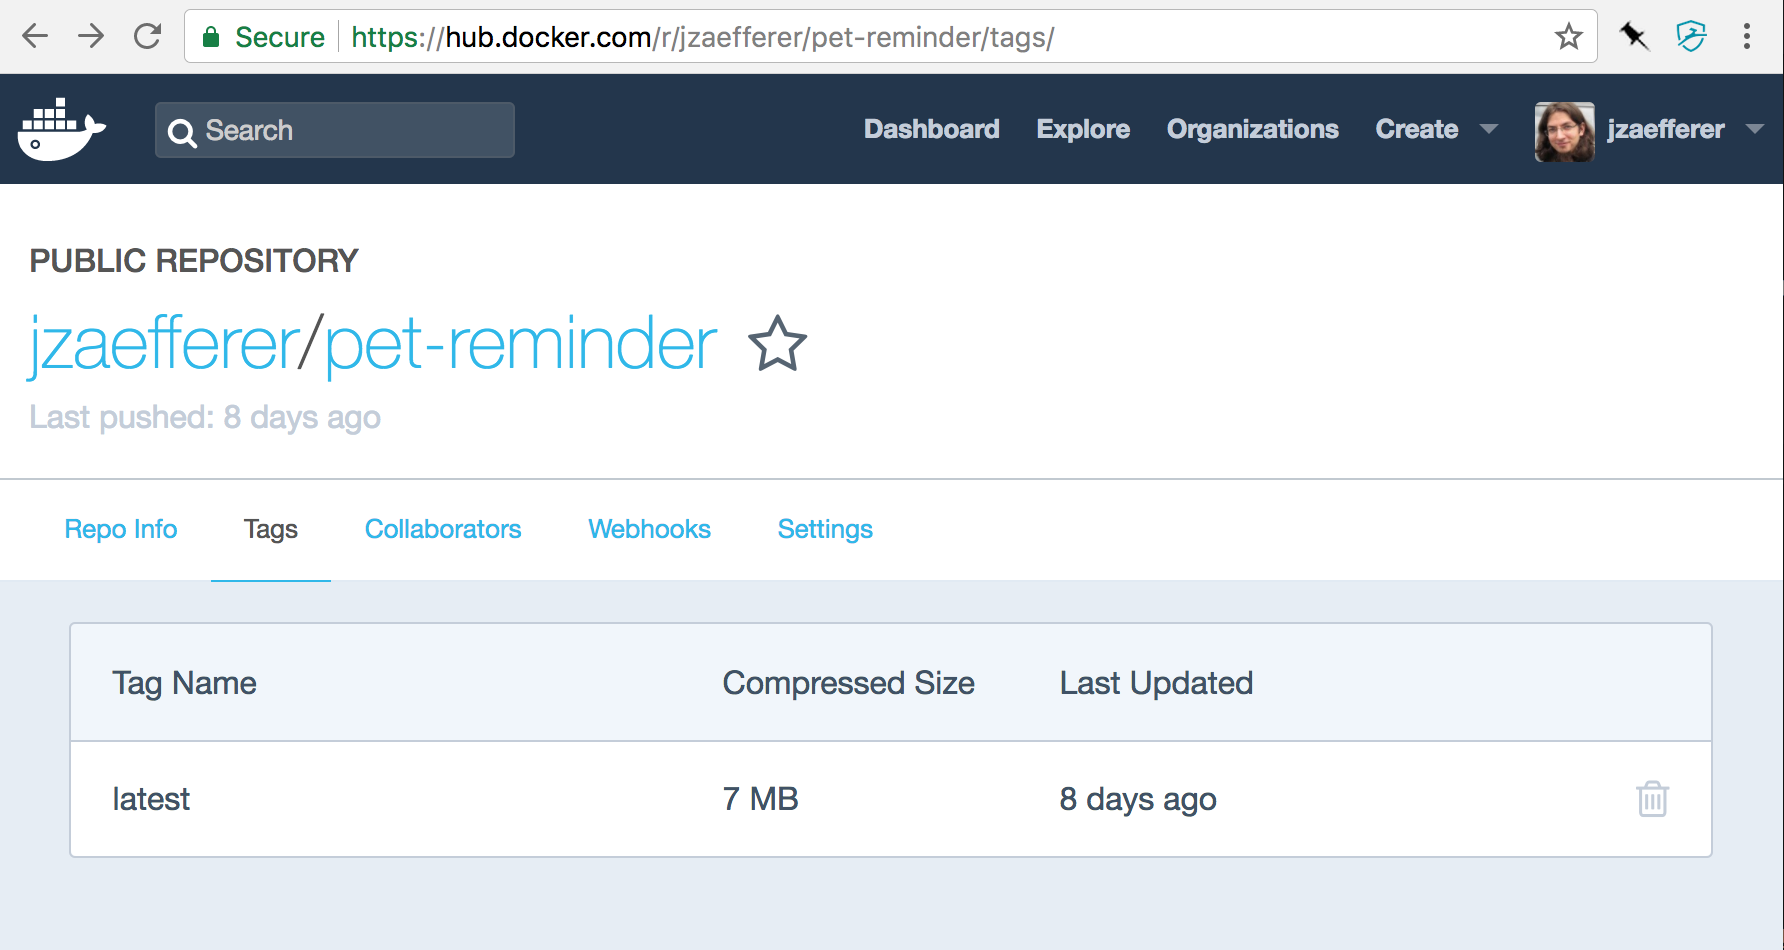 Secure https://hub.docker.com/r/jzaefferer/pet-reminder/tags/
Search Dashboard Explore Organizations Create jzaefferer
PUBLIC REPOSITORY
jzaefferer/pet-reminder
Last pushed: 8 days ago
Repo Info Tags Collaborators Webhooks Settings
Tag Name Compressed Size Last Updated
latest 7 MB 8 days ago